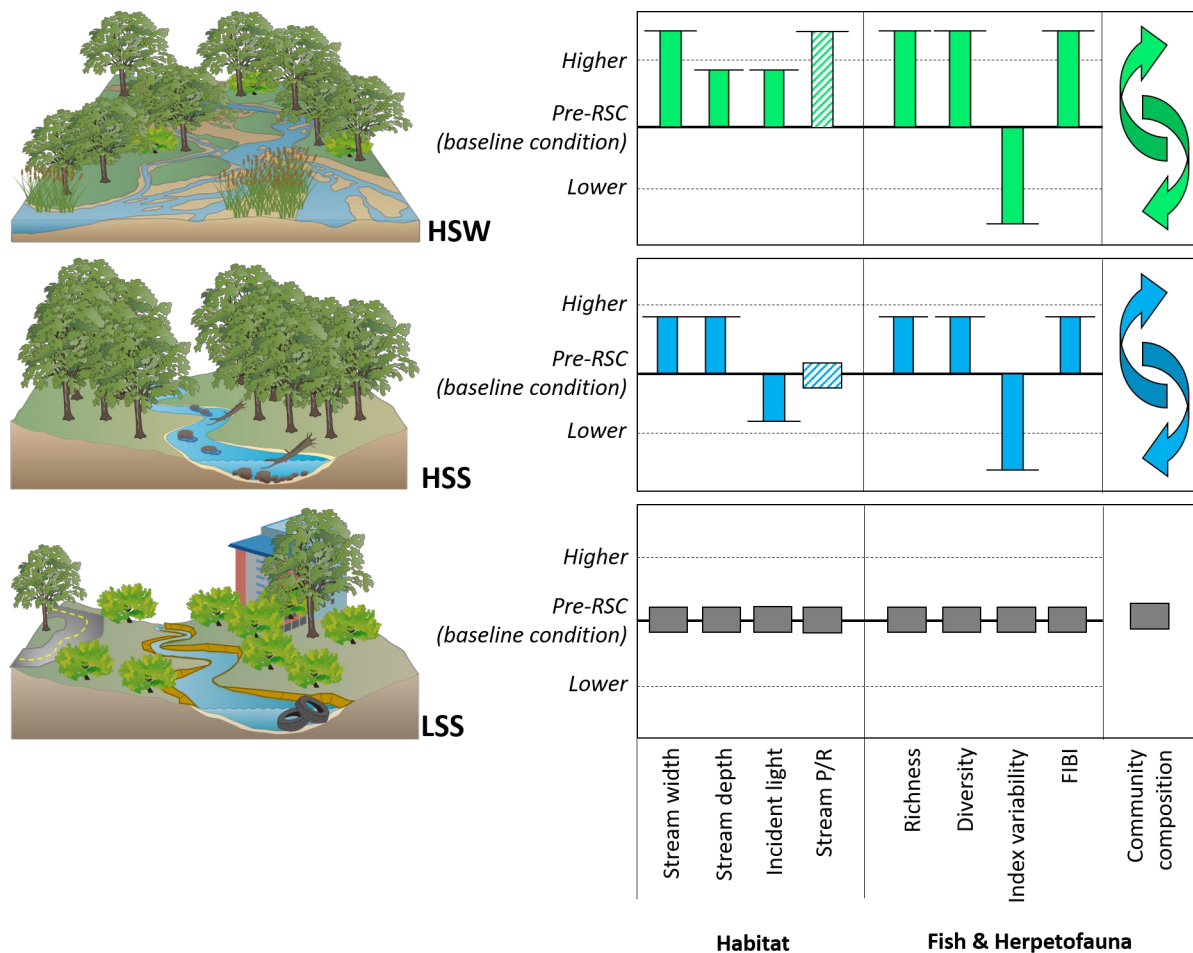 HSW
Higher
Pre-RSC
(baseline condition)
Lower
HSS
Higher
Pre-RSC
(baseline condition)
Lower
LSS
Higher
Pre-RSC
(baseline condition)
Lower
Stream width
Stream depth
Incident light
Stream P/R
Richness
Diversity
Index variability
FIBI
Community
composition
Habitat
Fish & Herpetofauna